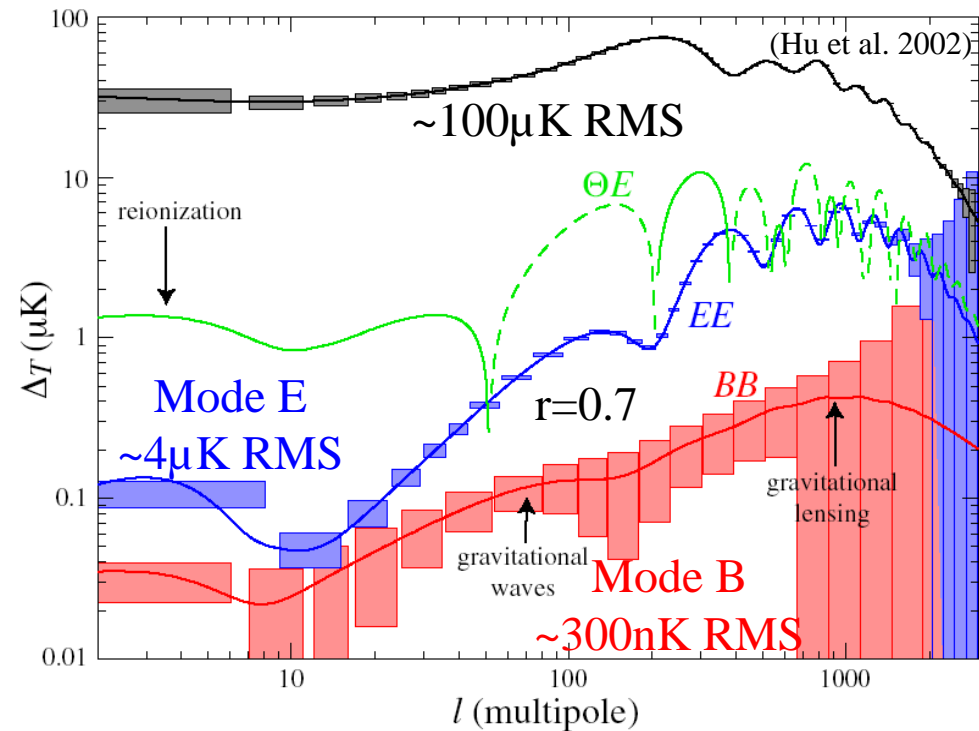 100
(Hu et al. 2002)
~100µK RMS
10
ΘE
reionization
EE
1
ΔT (µK)
BB
Mode E
r=0.7
~4µK RMS
0.1
gravitational
waves
gravitational
lensing
Mode B
~300nK RMS
0.01
10
100
1000
l (multipole)